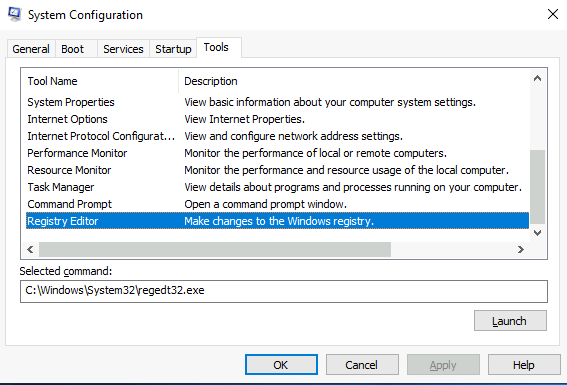 System Configuration
General Boot Services Startup Tools
Tool Name Description
System Properties View basic information about your computer system settings.
Internet Options View Internet Properties.
Internet Protocol Configurat... View and configure network address settings.
Performance Monitor Monitor the performance of local or remote computers.
Resource Monitor Monitor the performance and resource usage of the local computer.
Task Manager View details about programs and processes running on your computer.
Command Prompt Open a command prompt window.
Registry Editor Make changes to the Windows registry.
Selected command:
C:\Windows\System32\regedt32.exe
Launch
OK Cancel Apply Help